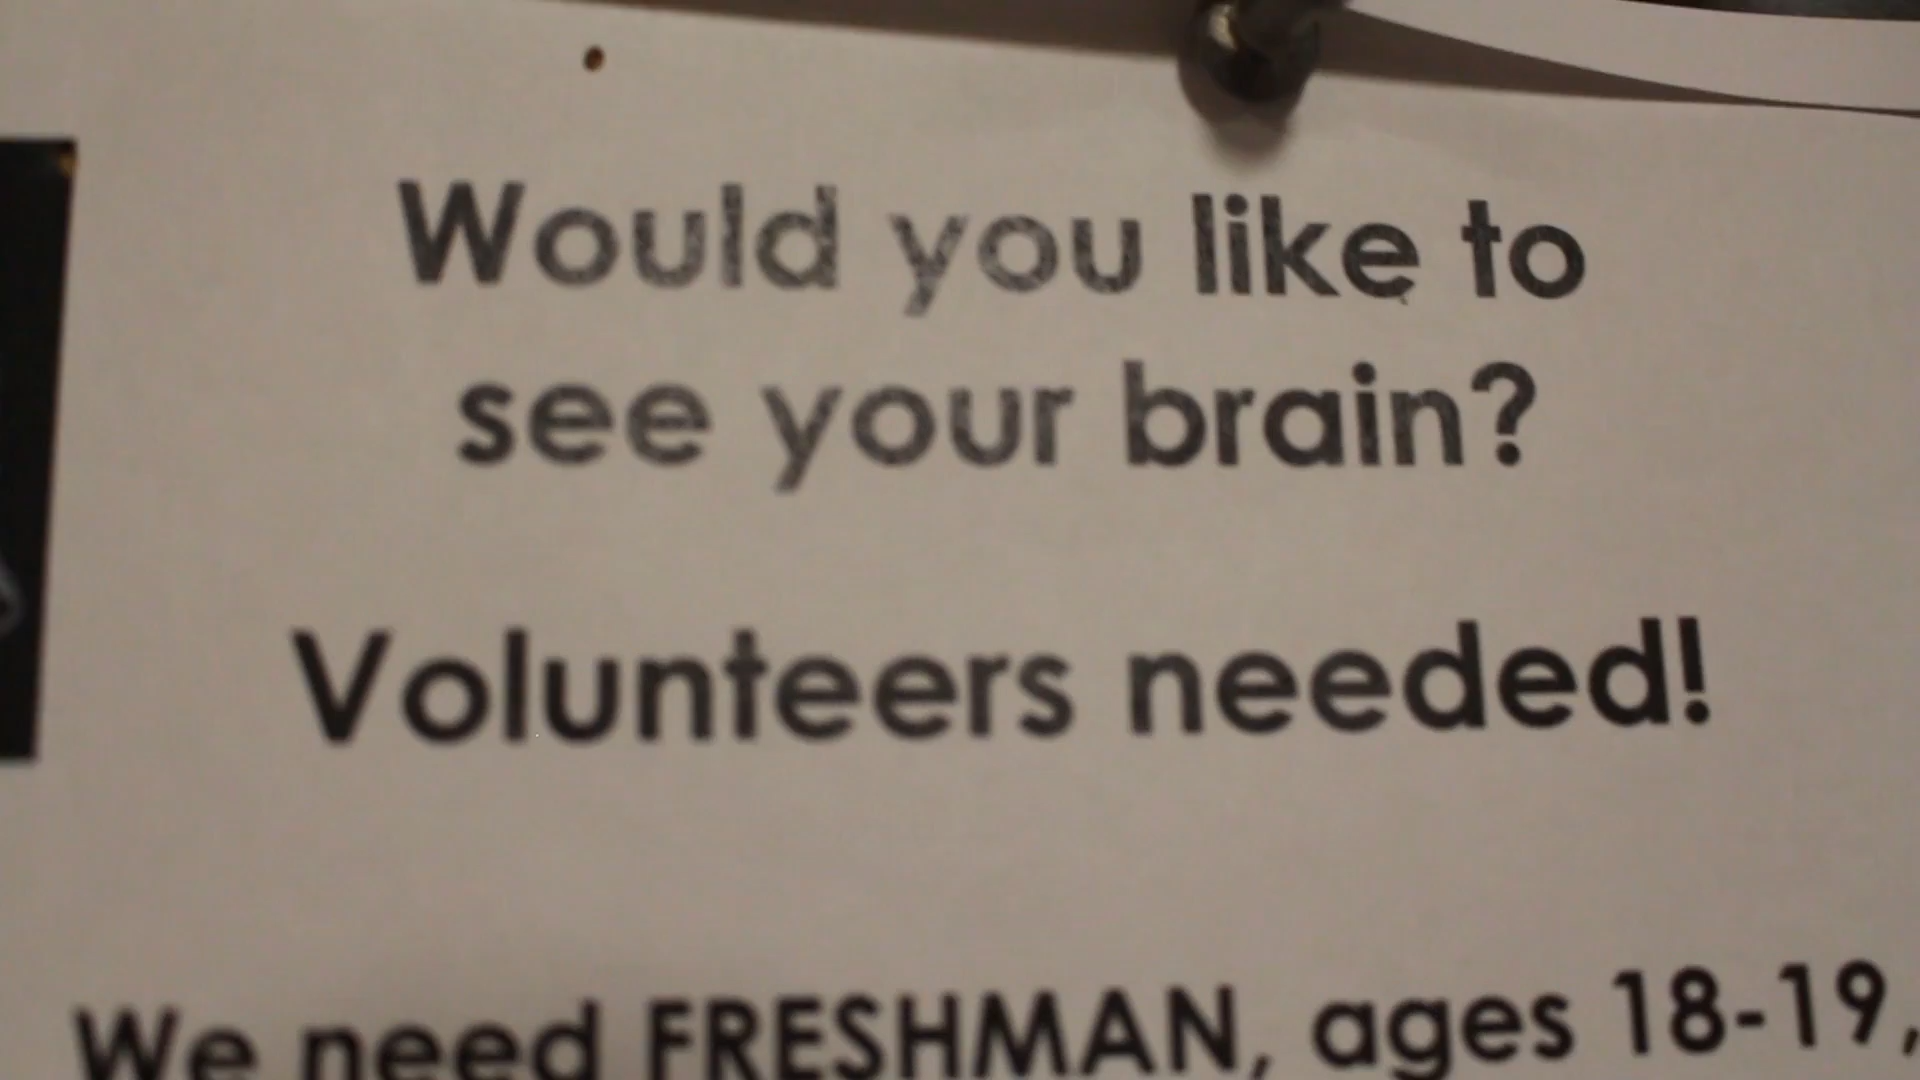 Would you like to
see your brain?
Volunteers needed!
We need FRESHMAN, ages 18-19,